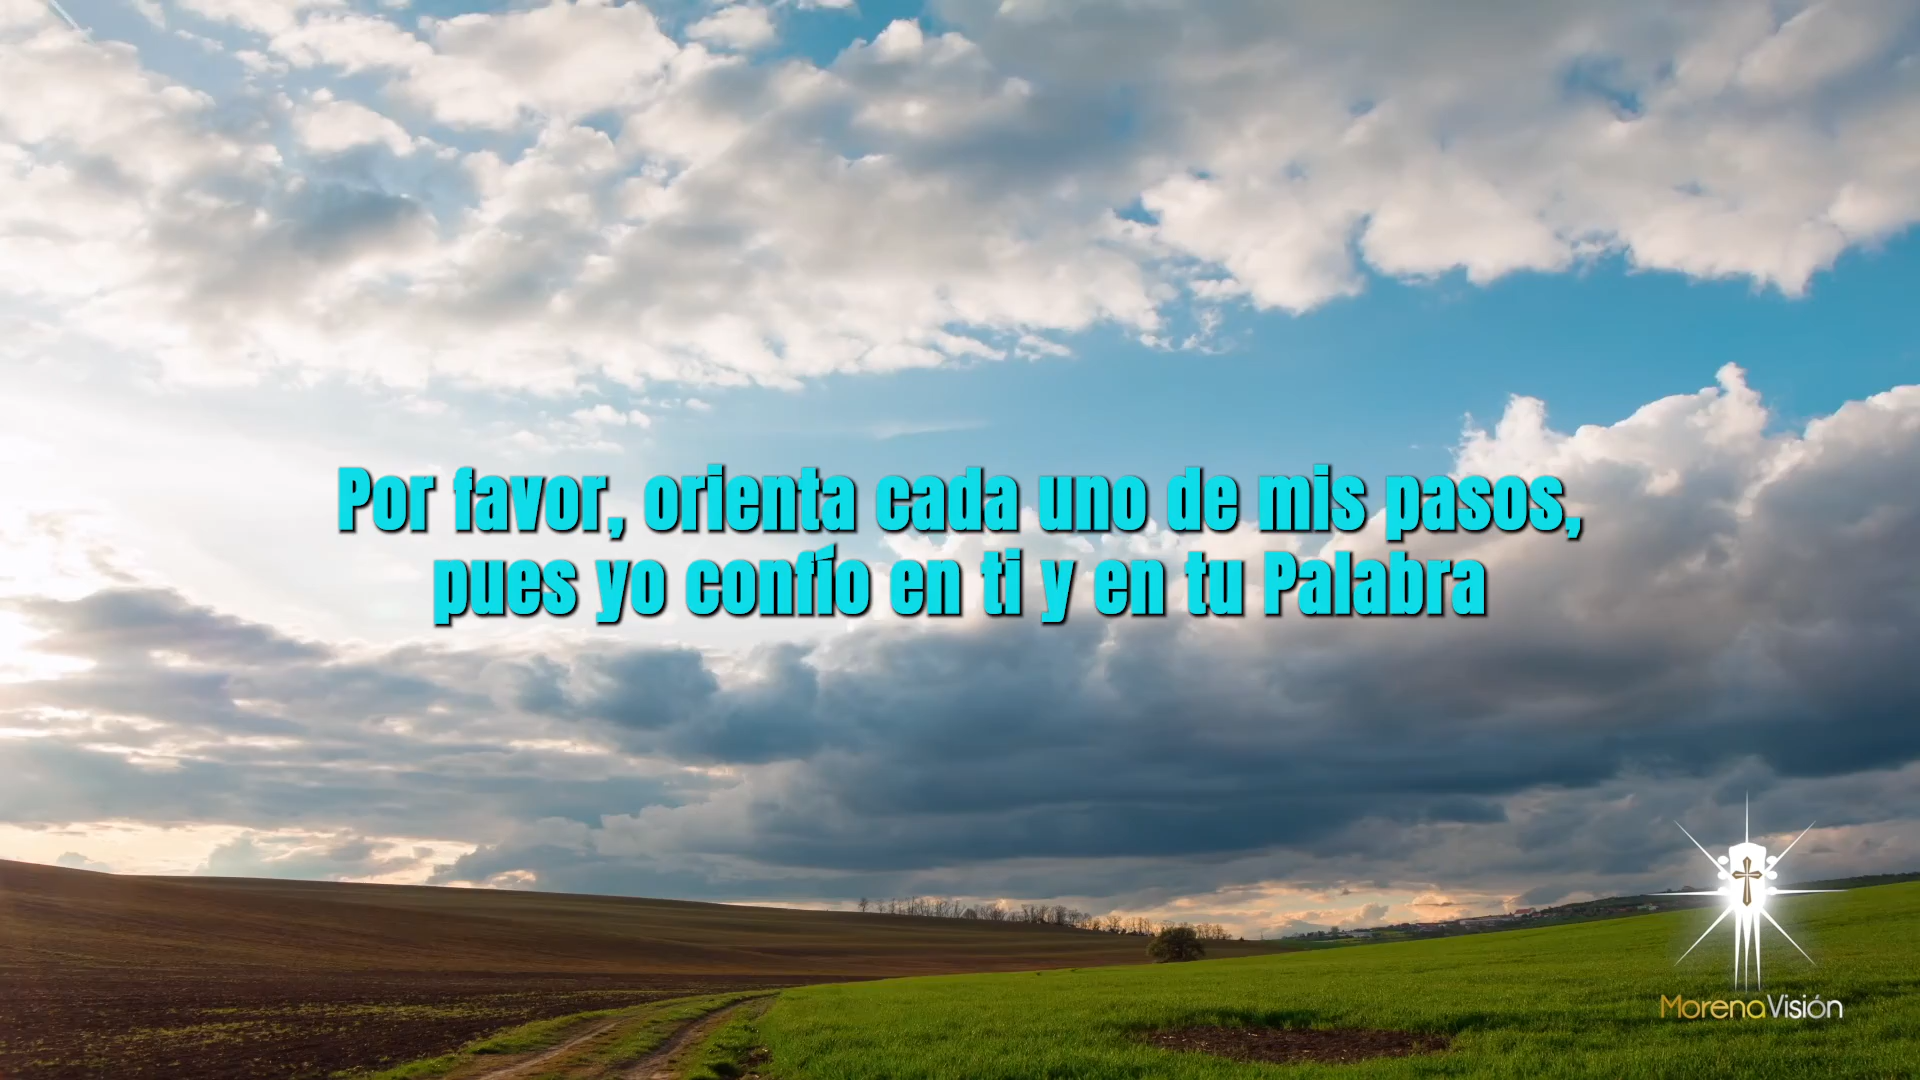 Por favor, orienta cada uno de mis pasos,
pues yo confío en ti y en tu Palabra
MorenaVisión